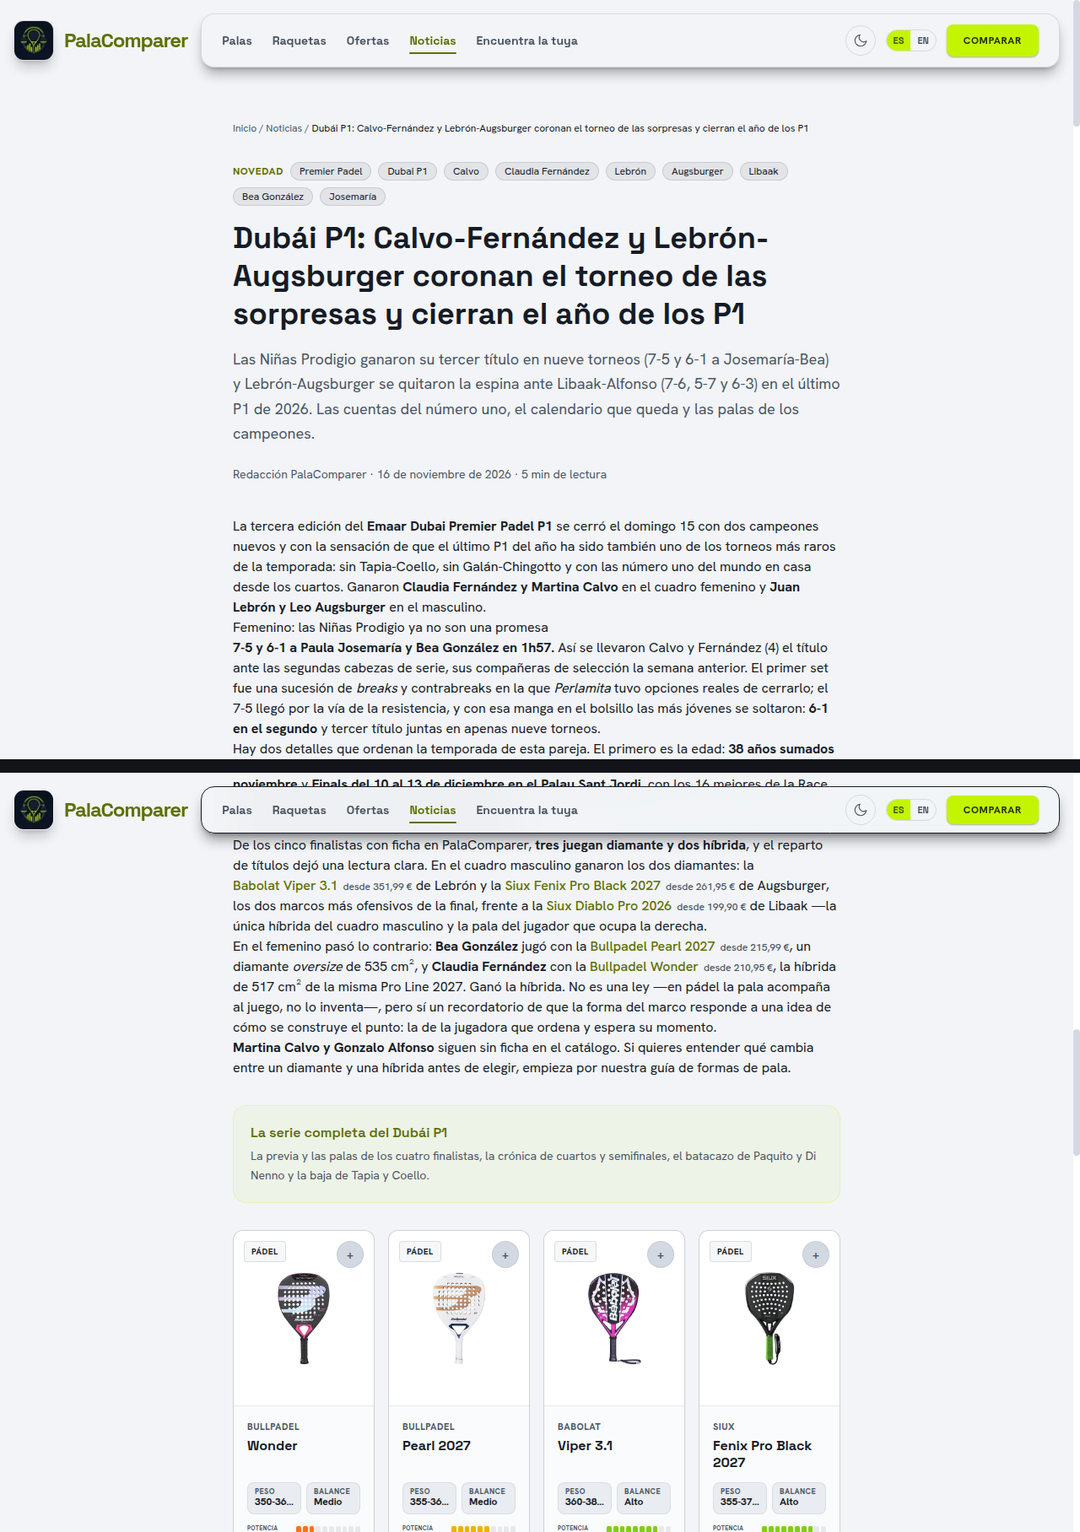 PalaComparer
Palas Raquetas Ofertas Noticias Encuentra la tuya ES EN COMPARAR
Inicio / Noticias / Dubái P1: Calvo-Fernández y Lebrón-Augsburger coronan el torneo de las sorpresas y cierran el año de los P1
NOVEDAD Premier Padel Dubai P1 Calvo Claudia Fernández Lebrón Augsburger Libaak
Bea González Josemaría
Dubái P1: Calvo-Fernández y Lebrón-
Augsburger coronan el torneo de las
sorpresas y cierran el año de los P1
Las Niñas Prodigio ganaron su tercer título en nueve torneos (7-5 y 6-1 a Josemaría-Bea)
y Lebrón-Augsburger se quitaron la espina ante Libaak-Alfonso (7-6, 5-7 y 6-3) en el último
P1 de 2026. Las cuentas del número uno, el calendario que queda y las palas de los
campeones.
Redacción PalaComparer · 16 de noviembre de 2026 · 5 min de lectura
La tercera edición del Emaar Dubai Premier Padel P1 se cerró el domingo 15 con dos campeones
nuevos y con la sensación de que el último P1 del año ha sido también uno de los torneos más raros
de la temporada: sin Tapia-Coello, sin Galán-Chingotto y con las número uno del mundo en casa
desde los cuartos. Ganaron Claudia Fernández y Martina Calvo en el cuadro femenino y Juan
Lebrón y Leo Augsburger en el masculino.
Femenino: las Niñas Prodigio ya no son una promesa
7-5 y 6-1 a Paula Josemaría y Bea González en 1h57. Así se llevaron Calvo y Fernández (4) el título
ante las segundas cabezas de serie, sus compañeras de selección la semana anterior. El primer set
fue una sucesión de breaks y contrabreaks en la que Perlamita tuvo opciones reales de cerrarlo; el
7-5 llegó por la vía de la resistencia, y con esa manga en el bolsillo las más jóvenes se soltaron: 6-1
en el segundo y tercer título juntas en apenas nueve torneos.
Hay dos detalles que ordenan la temporada de esta pareja. El primero es la edad: 38 años sumados
noviembre y Finals del 10 al 13 de diciembre en el Palau Sant Jordi, con los 16 mejores de la Race
PalaComparer
Palas Raquetas Ofertas Noticias Encuentra la tuya ES EN COMPARAR
De los cinco finalistas con ficha en PalaComparer, tres juegan diamante y dos híbrida, y el reparto
de títulos dejó una lectura clara. En el cuadro masculino ganaron los dos diamantes: la
Babolat Viper 3.1 desde 351,99 € de Lebrón y la Siux Fenix Pro Black 2027 desde 261,95 € de Augsburger,
los dos marcos más ofensivos de la final, frente a la Siux Diablo Pro 2026 desde 199,90 € de Libaak —la
única híbrida del cuadro masculino y la pala del jugador que ocupa la derecha.
En el femenino pasó lo contrario: Bea González jugó con la Bullpadel Pearl 2027 desde 215,99 €, un
diamante oversize de 535 cm², y Claudia Fernández con la Bullpadel Wonder desde 210,95 €, la híbrida
de 517 cm² de la misma Pro Line 2027. Ganó la híbrida. No es una ley —en pádel la pala acompaña
al juego, no lo inventa—, pero sí un recordatorio de que la forma del marco responde a una idea de
cómo se construye el punto: la de la jugadora que ordena y espera su momento.
Martina Calvo y Gonzalo Alfonso siguen sin ficha en el catálogo. Si quieres entender qué cambia
entre un diamante y una híbrida antes de elegir, empieza por nuestra guía de formas de pala.
La serie completa del Dubái P1
La previa y las palas de los cuatro finalistas, la crónica de cuartos y semifinales, el batacazo de Paquito y Di
Nenno y la baja de Tapia y Coello.
PÁDEL + PÁDEL + PÁDEL + PÁDEL +
BULLPADEL BULLPADEL BABOLAT SIUX
Wonder Pearl 2027 Viper 3.1 Fenix Pro Black
2027
PESO BALANCE PESO BALANCE PESO BALANCE PESO BALANCE
350-36... Medio 355-36... Medio 360-38... Alto 355-37... Alto
POTENCIA POTENCIA POTENCIA POTENCIA